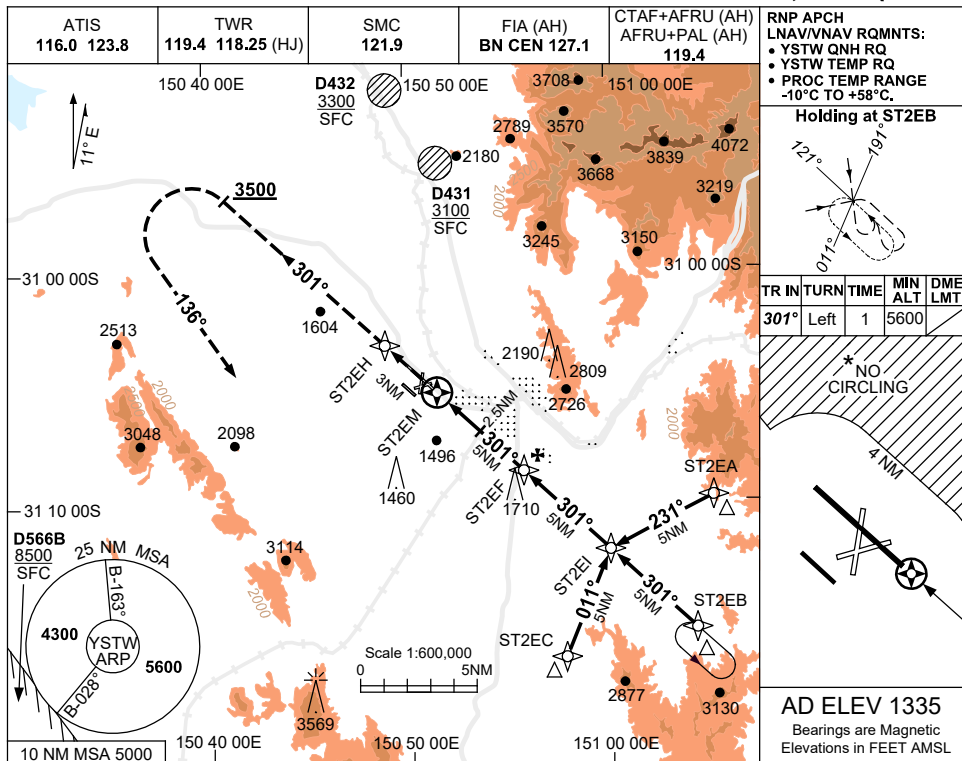 ATIS
116.0 123.8
TWR
119.4 118.25 (HJ)
SMC
121.9
FIA (AH)
BN CEN 127.1
CTAF+AFRU (AH)
AFRU+PAL (AH)
119.4
RNP APCH
LNAV/VNAV RQMNTS:
• YSTW QNH RQ
• YSTW TEMP RQ
• PROC TEMP RANGE
-10°C TO +58°C.
Holding at ST2EB
121°
191°
011°
TR IN TURN TIME MIN ALT DME LMT
301° Left 1 5600
*NO
CIRCLING
4 NM
AD ELEV 1335
Bearings are Magnetic
Elevations in FEET AMSL
150 40 00E
150 50 00E
151 00 00E
11° E
D432
3300
SFC
D431
3100
SFC
2180
2789
3708
3570
3668
3839
4072
3219
3245
3150
2000
3500
31 00 00S
31 00 00S
301°
136°
1604
2513
2000
2500
3048
2098
ST2EH
3NM
ST2EM
2190
2809
2726
2.5NM
301°
5NM
1496
1460
ST2EF
1710
2000
ST2EA
231°
5NM
301°
5NM
ST2EI
301°
5NM
ST2EB
011°
5NM
ST2EC
31 10 00S
D566B
8500
SFC
25 NM MSA
B-163°
4300
YSTW
ARP
5600
B-028°
10 NM MSA 5000
3114
2000
3569
Scale 1:600,000
0 5NM
2877
3130
150 40 00E
150 50 00E
151 00 00E